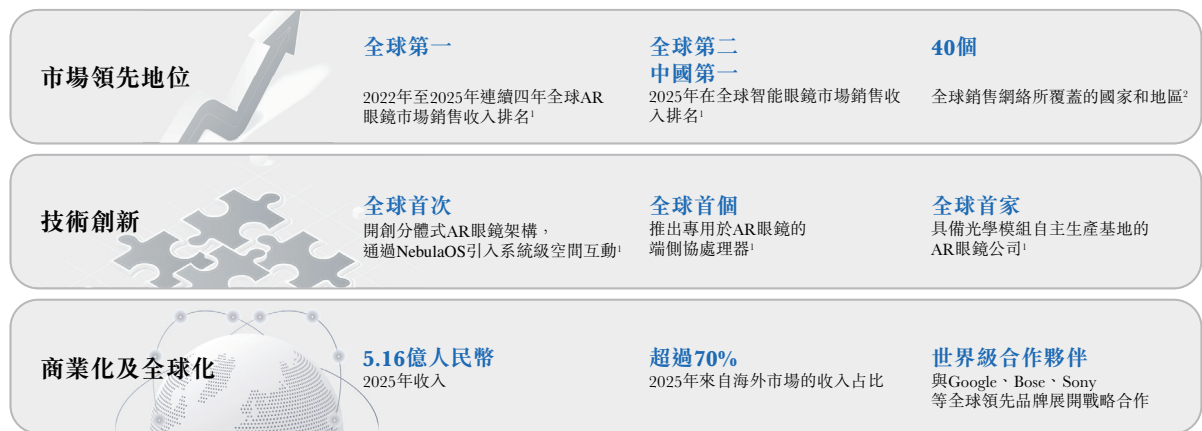 市場領先地位
全球第一
2022年至2025年連續四年全球AR
眼鏡市場銷售收入排名¹
全球第二
中國第一
2025年在全球智能眼鏡市場銷售收
入排名¹
40個
全球銷售網絡所覆蓋的國家和地區²
技術創新
全球首次
開創分體式AR眼鏡架構，
通過NebulaOS引入系統級空間互動¹
全球首個
推出專用於AR眼鏡的
端側協處理器¹
全球首家
具備光學模組自主生產基地的
AR眼鏡公司¹
商業化及全球化
5.16億人民幣
2025年收入
超過70%
2025年來自海外市場的收入占比
世界級合作夥伴
與Google、Bose、Sony
等全球領先品牌展開戰略合作